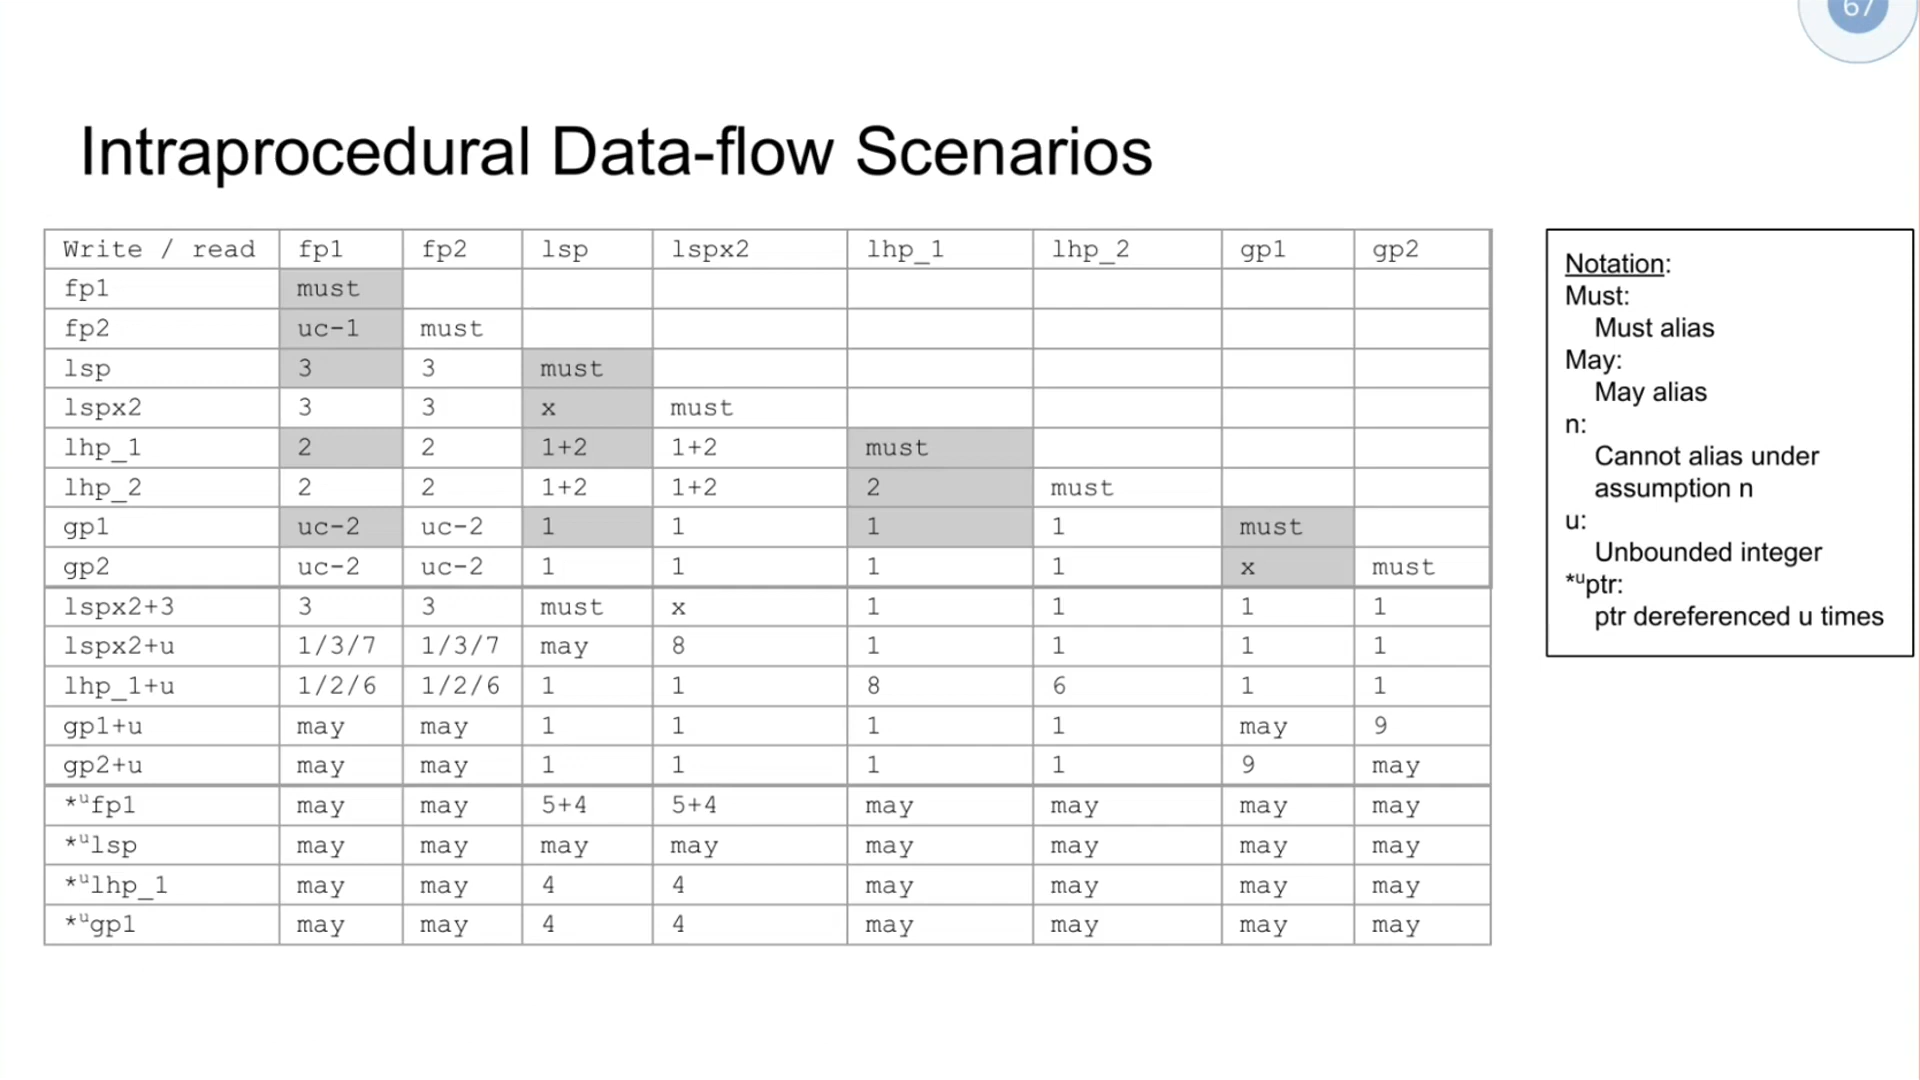 67
Intraprocedural Data-flow Scenarios
Write / read fp1 fp2 lsp lspx2 lhp_1 lhp_2 gp1 gp2
fp1 must
fp2 uc-1 must
lsp 3 3 must
lspx2 3 3 x must
lhp_1 2 2 1+2 1+2 must
lhp_2 2 2 1+2 1+2 2 must
gp1 uc-2 uc-2 1 1 1 1 must
gp2 uc-2 uc-2 1 1 1 1 x must
lspx2+3 3 3 must x 1 1 1 1
lspx2+u 1/3/7 1/3/7 may 8 1 1 1 1
lhp_1+u 1/2/6 1/2/6 1 1 8 6 1 1
gp1+u may may 1 1 1 1 may 9
gp2+u may may 1 1 1 1 9 may
*ᵘfp1 may may 5+4 5+4 may may may may
*ᵘlsp may may may may may may may may
*ᵘlhp_1 may may 4 4 may may may may
*ᵘgp1 may may 4 4 may may may may
Notation:
Must:
Must alias
May:
May alias
n:
Cannot alias under
assumption n
u:
Unbounded integer
*ᵘptr:
ptr dereferenced u times